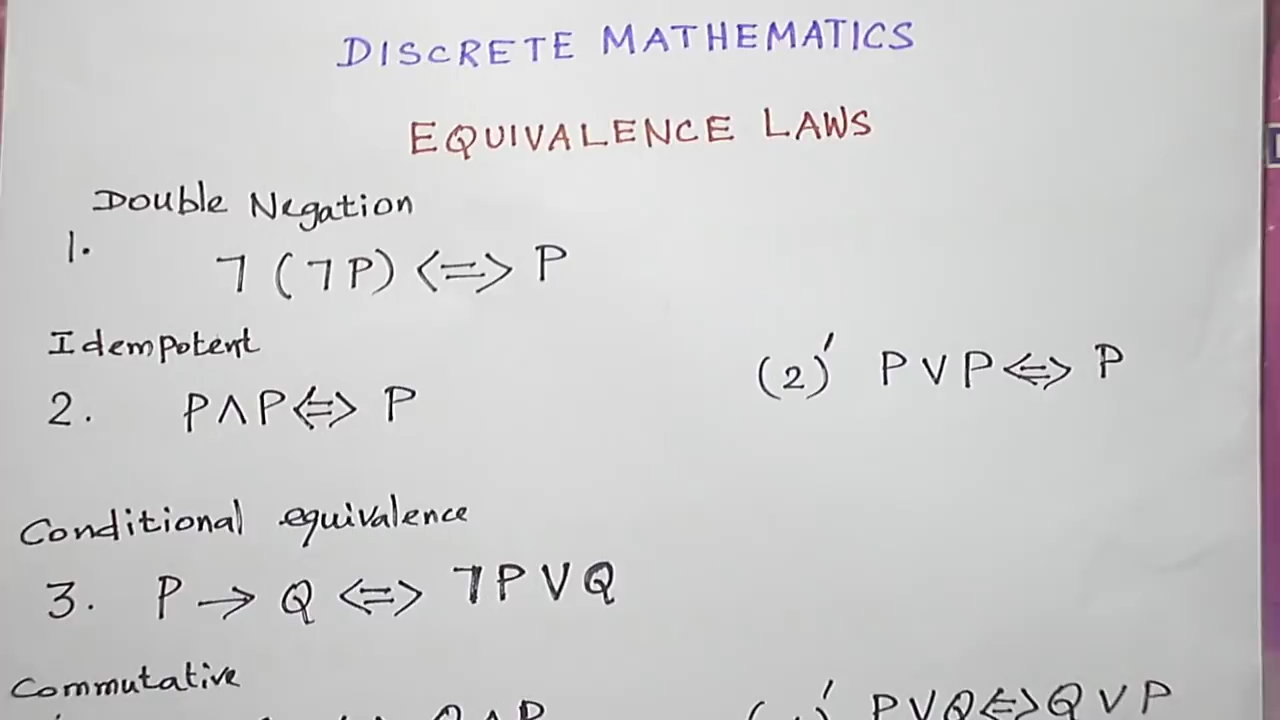 DISCRETE MATHEMATICS
EQUIVALENCE LAWS
Double Negation
1. ¬(¬P) <=> P
Idempotent
2. P∧P <=> P (2)' P∨P <=> P
Conditional equivalence
3. P → Q <=> ¬P∨Q
Commutative
Q∧P P∨Q <=> Q∨P